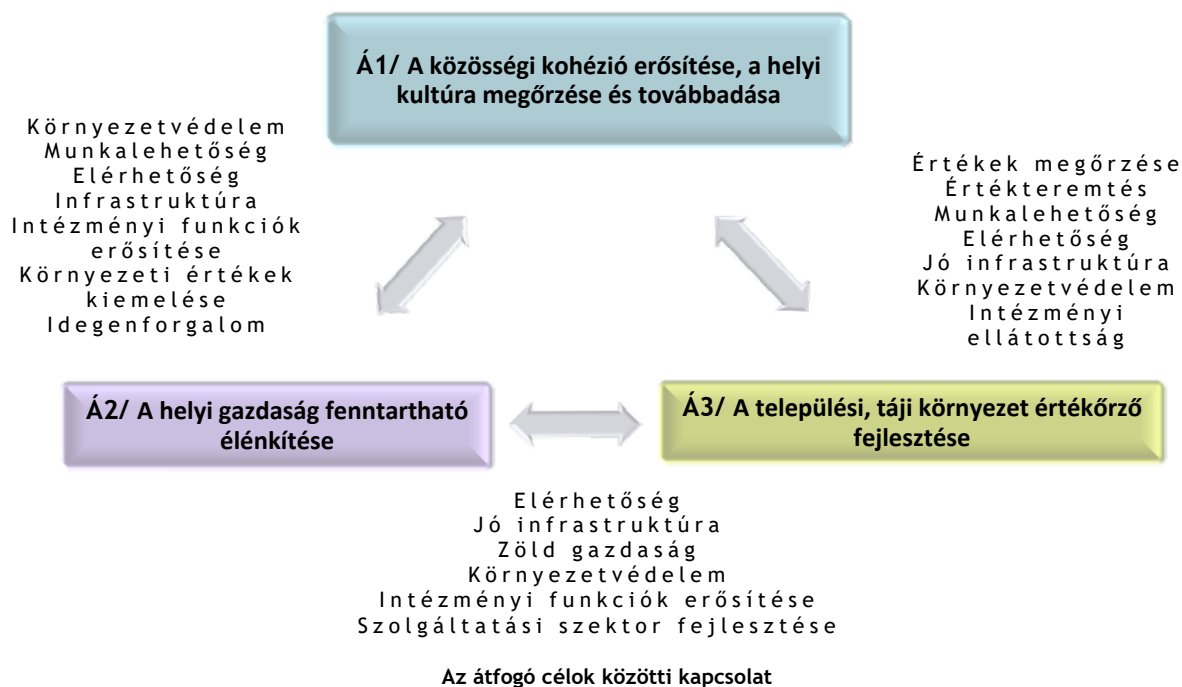 Á1/ A közösségi kohézió erősítése, a helyi
kultúra megőrzése és továbbadása
Környezetvédelem
Munkalehetőség
Elérhetőség
Infrastruktúra
Intézményi funkciók
erősítése
Környezeti értékek
kiemelése
Idegenforgalom
Értékek megőrzése
Értékteremtés
Munkalehetőség
Elérhetőség
Jó infrastruktúra
Környezetvédelem
Intézményi
ellátottság
Á2/ A helyi gazdaság fenntartható
élénkítése
Á3/ A települési, táji környezet értékőrző
fejlesztése
Elérhetőség
Jó infrastruktúra
Zöld gazdaság
Környezetvédelem
Intézményi funkciók erősítése
Szolgáltatási szektor fejlesztése
Az átfogó célok közötti kapcsolat